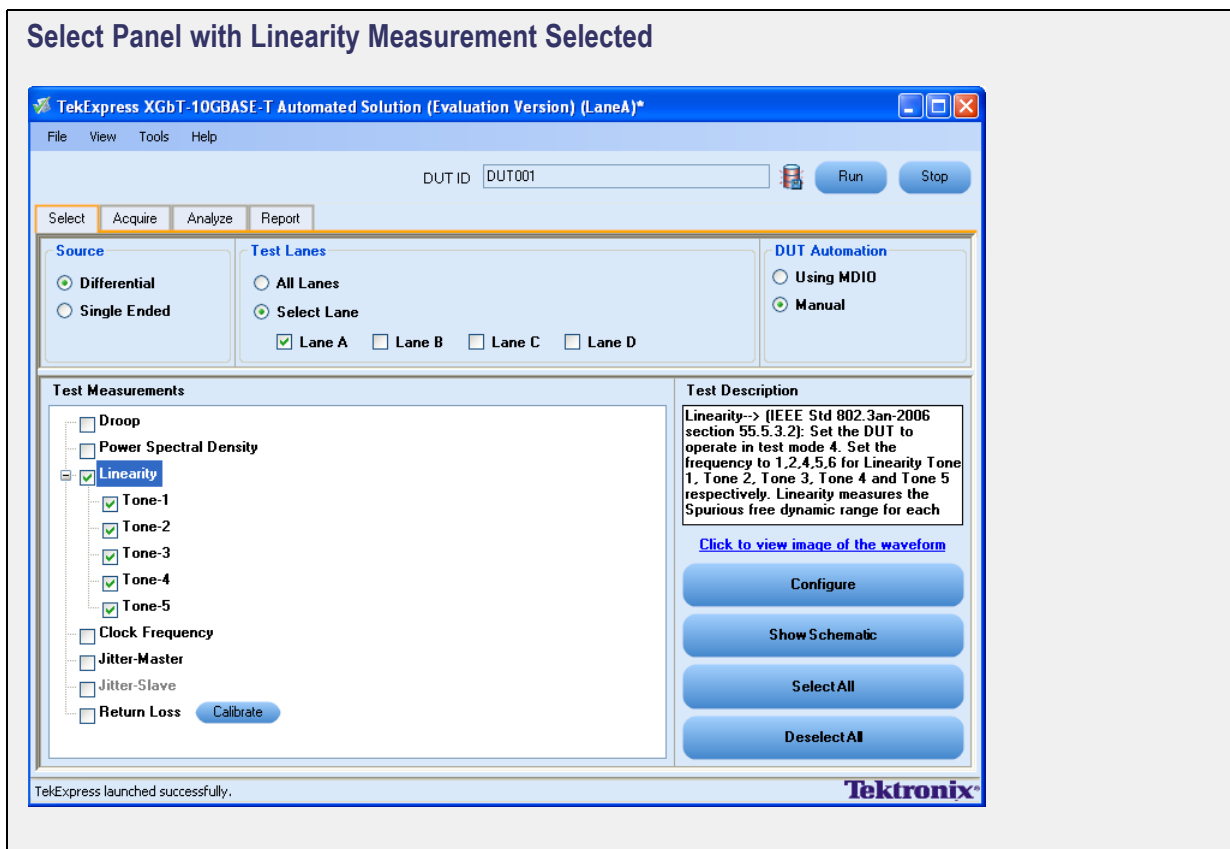 Select Panel with Linearity Measurement Selected
TekExpress XGbT-10GBASE-T Automated Solution (Evaluation Version) (LaneA)*
File View Tools Help
DUT ID DUT001 Run Stop
Select Acquire Analyze Report
Source
Differential
Single Ended
Test Lanes
All Lanes
Select Lane
Lane A Lane B Lane C Lane D
DUT Automation
Using MDIO
Manual
Test Measurements
Droop
Power Spectral Density
Linearity
Tone-1
Tone-2
Tone-3
Tone-4
Tone-5
Clock Frequency
Jitter-Master
Jitter-Slave
Return Loss Calibrate
Test Description
Linearity--> (IEEE Std 802.3an-2006
section 55.5.3.2): Set the DUT to
operate in test mode 4. Set the
frequency to 1,2,4,5,6 for Linearity Tone
1, Tone 2, Tone 3, Tone 4 and Tone 5
respectively. Linearity measures the
Spurious free dynamic range for each
Click to view image of the waveform
Configure
Show Schematic
Select All
Deselect All
TekExpress launched successfully.
Tektronix